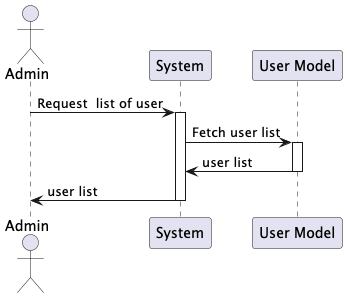 Admin
System
User Model
Request  list of user
Fetch user list
user list
user list
Admin
System
User Model